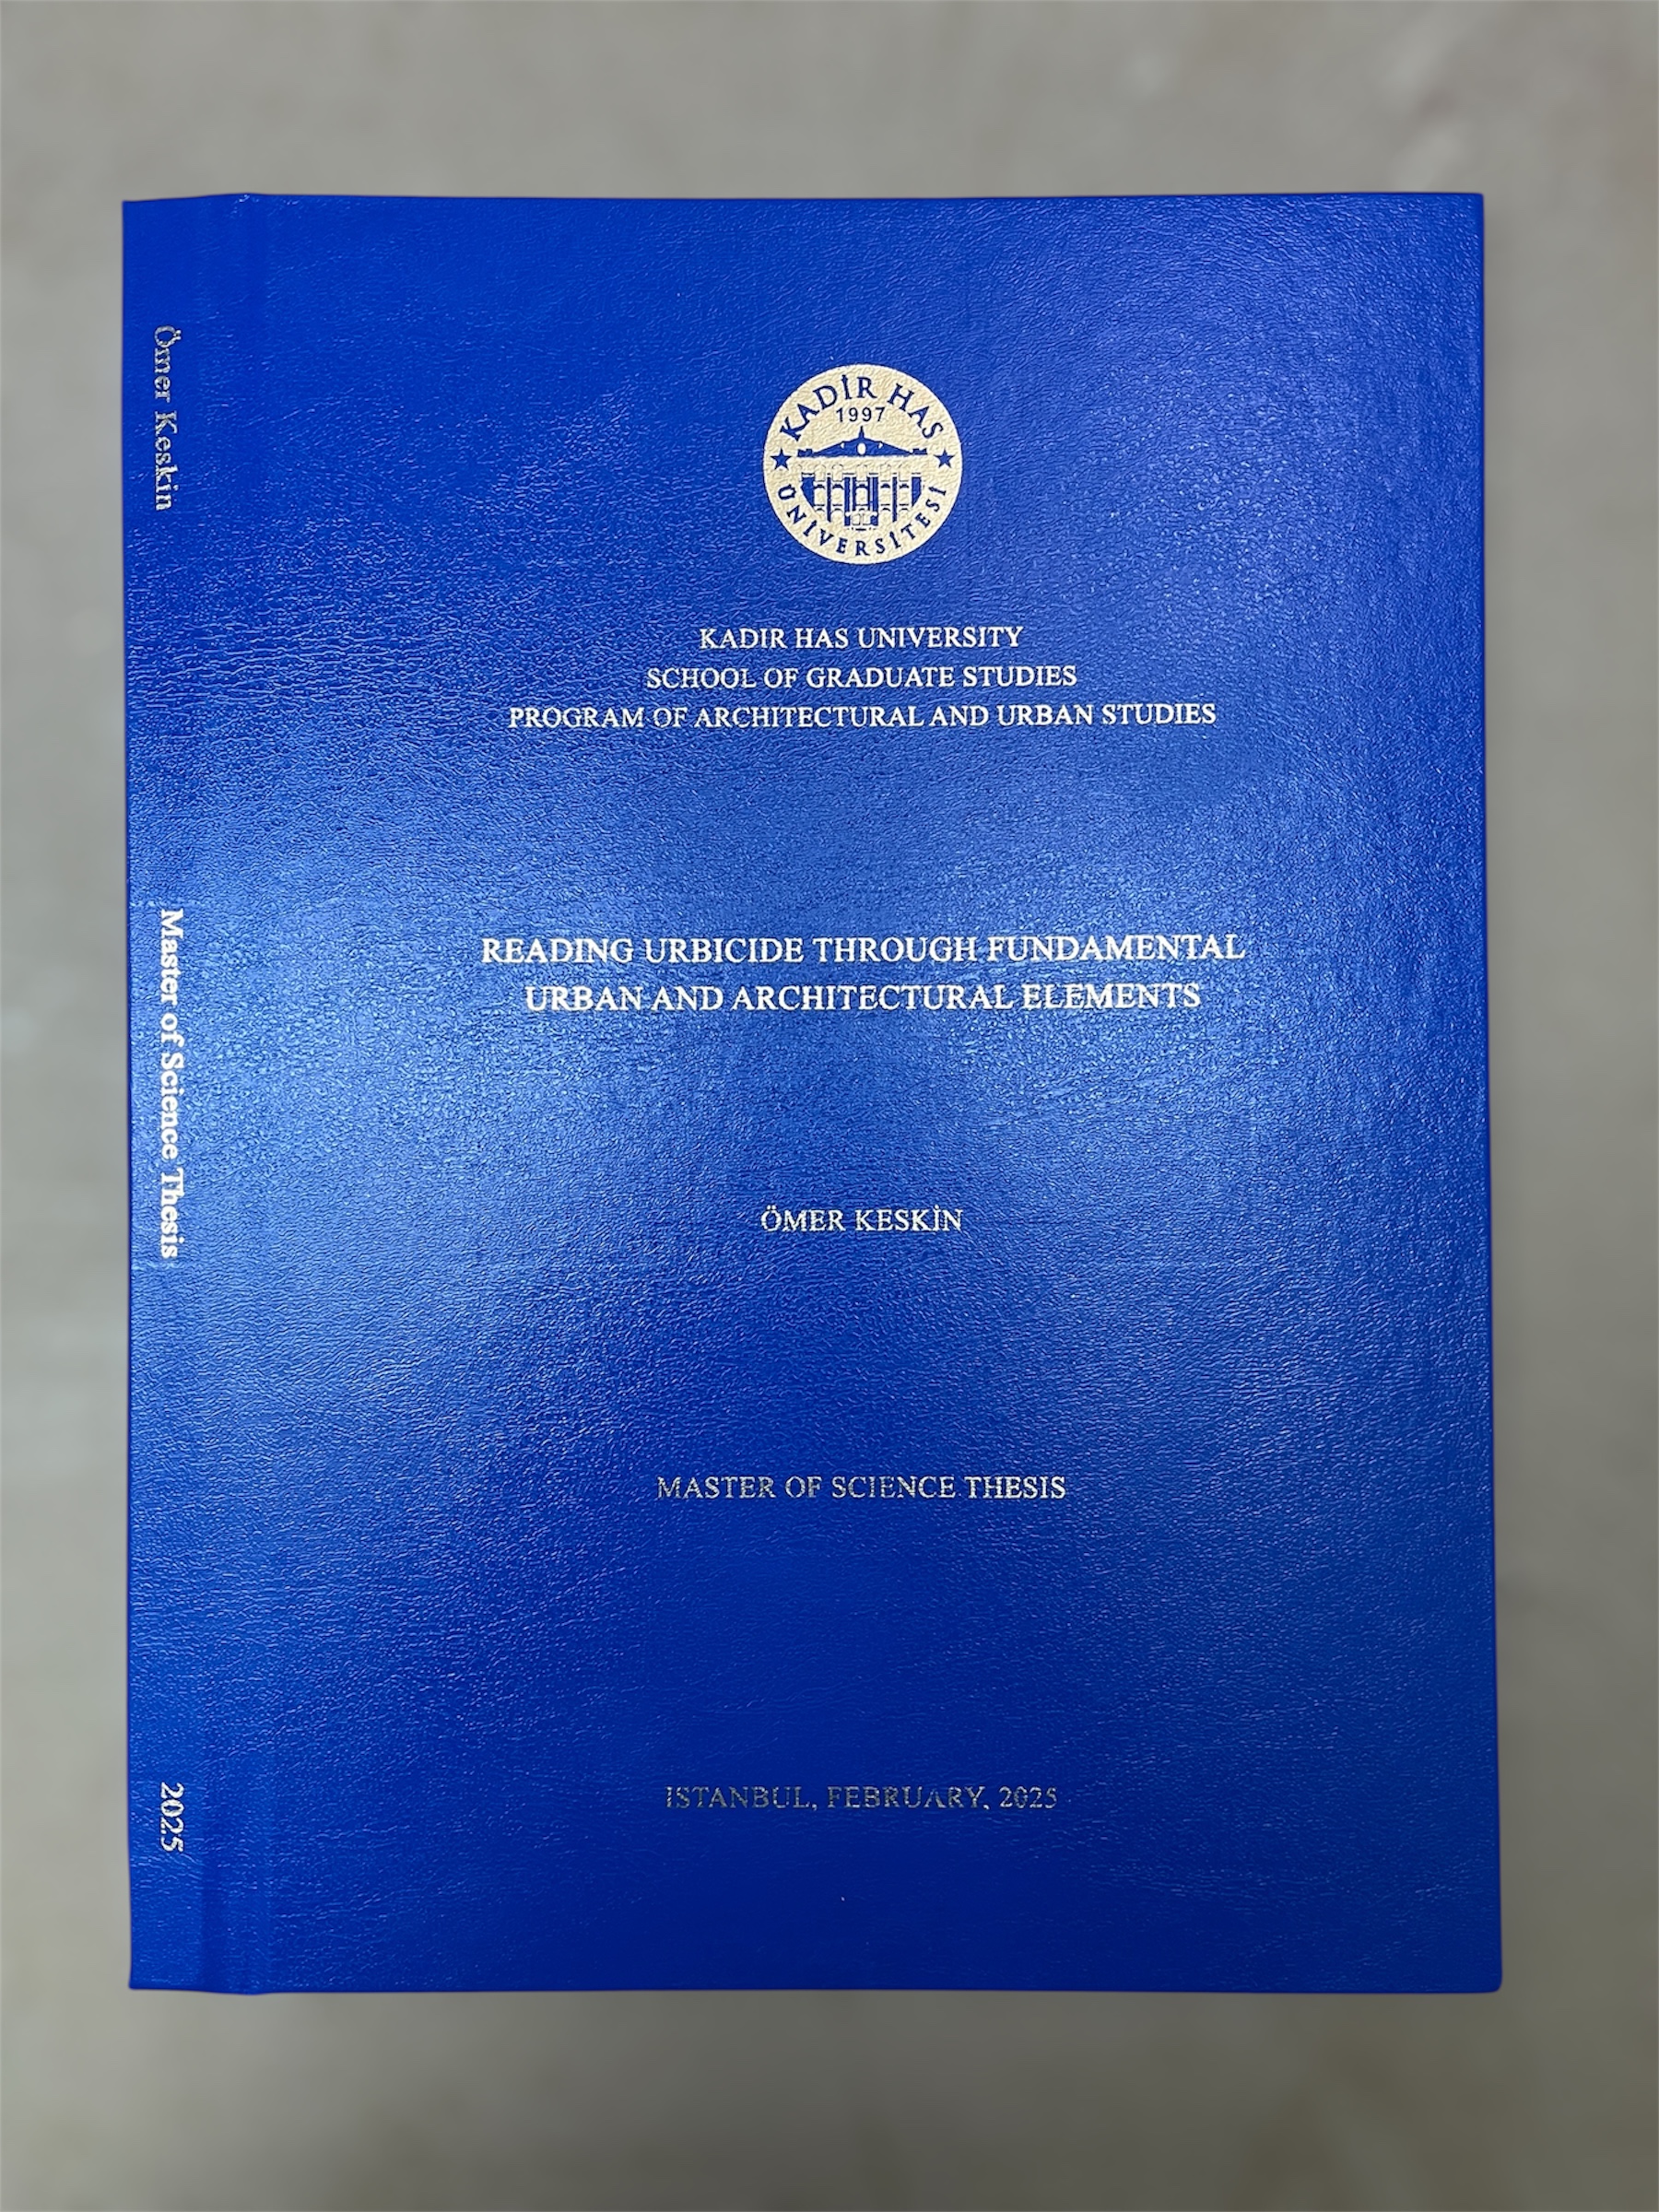 KADİR HAS
1997
ÜNİVERSİTESİ
KADIR HAS UNIVERSITY
SCHOOL OF GRADUATE STUDIES
PROGRAM OF ARCHITECTURAL AND URBAN STUDIES
READING URBICIDE THROUGH FUNDAMENTAL
URBAN AND ARCHITECTURAL ELEMENTS
ÖMER KESKİN
MASTER OF SCIENCE THESIS
ISTANBUL, FEBRUARY, 2025
Ömer Keskin
Master of Science Thesis
2025